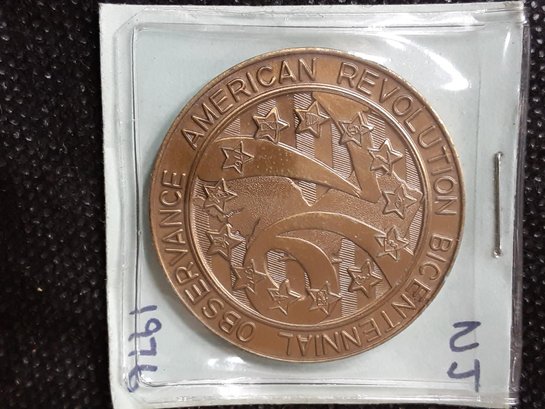 AMERICAN REVOLUTION BICENTENNIAL OBSERVANCE
1976
NJ